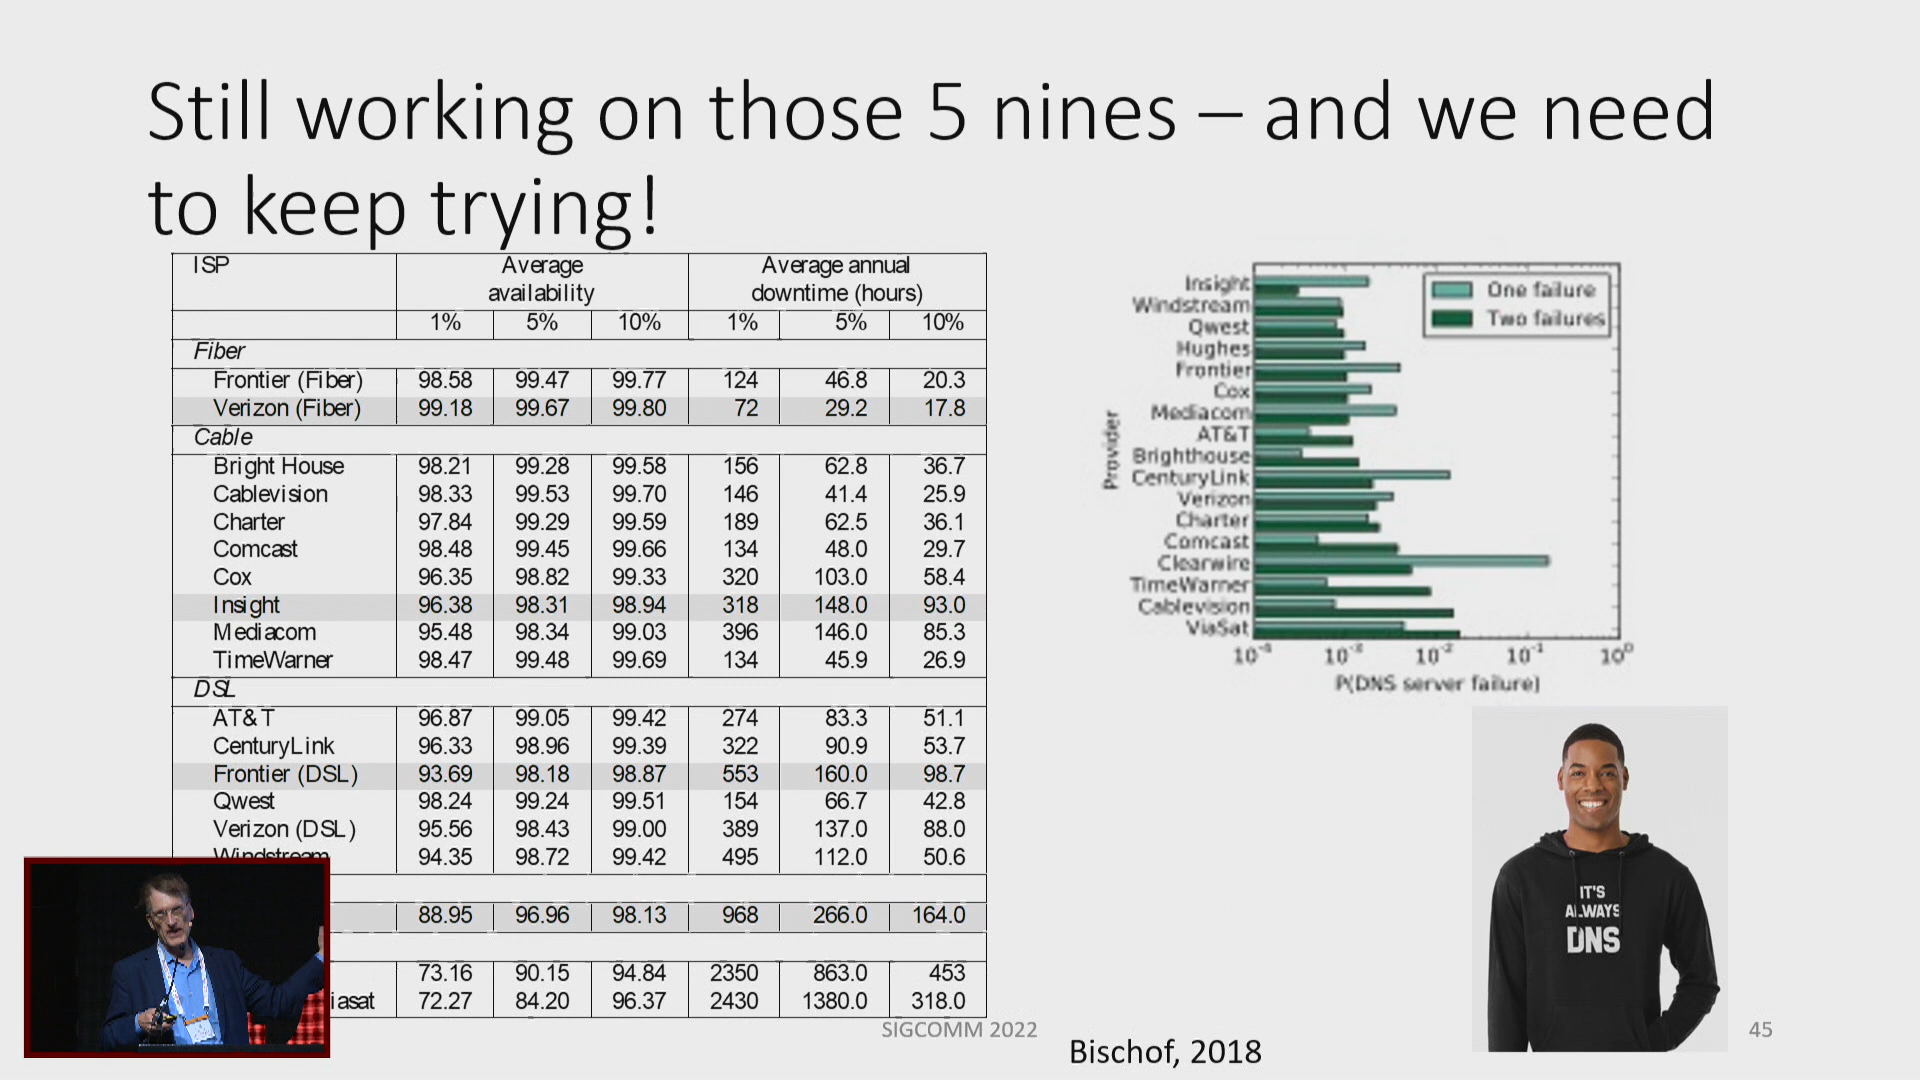 Still working on those 5 nines – and we need
to keep trying!
ISP Average Average annual
availability downtime (hours)
1% 5% 10% 1% 5% 10%
Fiber
Frontier (Fiber) 98.58 99.47 99.77 124 46.8 20.3
Verizon (Fiber) 99.18 99.67 99.80 72 29.2 17.8
Cable
Bright House 98.21 99.28 99.58 156 62.8 36.7
Cablevision 98.33 99.53 99.70 146 41.4 25.9
Charter 97.84 99.29 99.59 189 62.5 36.1
Comcast 98.48 99.45 99.66 134 48.0 29.7
Cox 96.35 98.82 99.33 320 103.0 58.4
Insight 96.38 98.31 98.94 318 148.0 93.0
Mediacom 95.48 98.34 99.03 396 146.0 85.3
TimeWarner 98.47 99.48 99.69 134 45.9 26.9
DSL
AT&T 96.87 99.05 99.42 274 83.3 51.1
CenturyLink 96.33 98.96 99.39 322 90.9 53.7
Frontier (DSL) 93.69 98.18 98.87 553 160.0 98.7
Qwest 98.24 99.24 99.51 154 66.7 42.8
Verizon (DSL) 95.56 98.43 99.00 389 137.0 88.0
Windstream 94.35 98.72 99.42 495 112.0 50.6
88.95 96.96 98.13 968 266.0 164.0
73.16 90.15 94.84 2350 863.0 453
iasat 72.27 84.20 96.37 2430 1380.0 318.0
One failure
Two failures
Provider
Insight
Windstream
Qwest
Hughes
Frontier
Cox
Mediacom
AT&T
Brighthouse
CenturyLink
Verizon
Charter
Comcast
Clearwire
TimeWarner
Cablevision
ViaSat
10⁻³ 10⁻² 10⁻¹ 10⁰
P(DNS server failure)
IT'S
ALWAYS
DNS
SIGCOMM 2022
45
Bischof, 2018